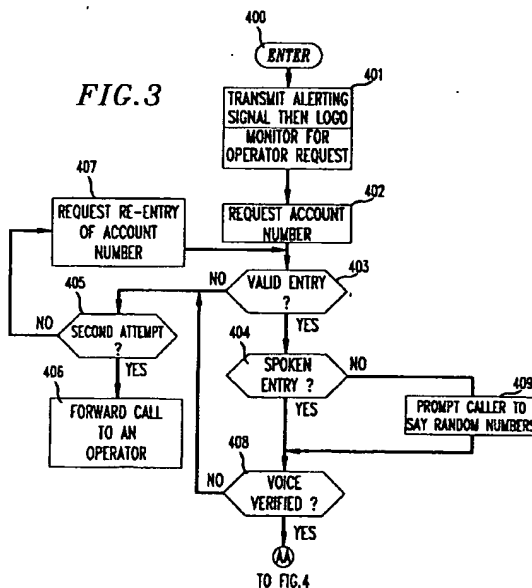 400
ENTER
FIG.3
401
TRANSMIT ALERTING
SIGNAL THEN LOGO
MONITOR FOR
OPERATOR REQUEST
407
REQUEST RE-ENTRY
OF ACCOUNT
NUMBER
402
REQUEST ACCOUNT
NUMBER
403
NO
VALID ENTRY
?
YES
405
NO
SECOND ATTEMPT
?
YES
404
SPOKEN
ENTRY ?
NO
YES
406
FORWARD CALL
TO AN
OPERATOR
409
PROMPT CALLER TO
SAY RANDOM NUMBERS
408
NO
VOICE
VERIFIED ?
YES
AA
TO FIG.4